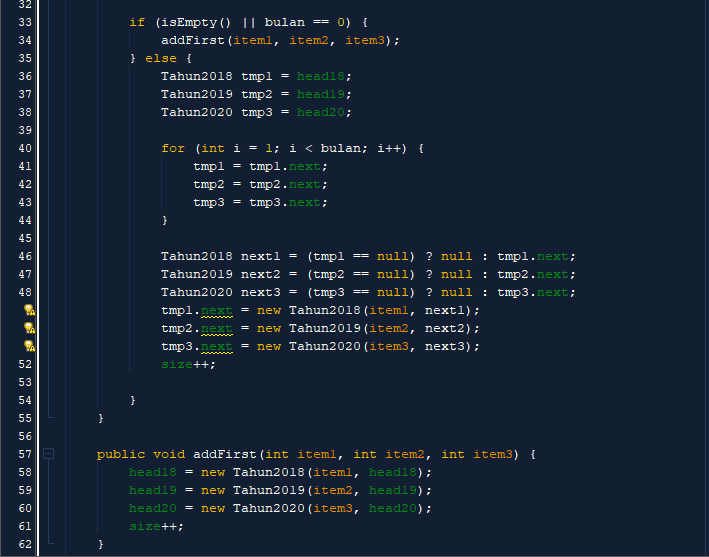 32
33 if (isEmpty() || bulan == 0) {
34 addFirst(item1, item2, item3);
35 } else {
36 Tahun2018 tmp1 = head18;
37 Tahun2019 tmp2 = head19;
38 Tahun2020 tmp3 = head20;
39
40 for (int i = 1; i < bulan; i++) {
41 tmp1 = tmp1.next;
42 tmp2 = tmp2.next;
43 tmp3 = tmp3.next;
44 }
45
46 Tahun2018 next1 = (tmp1 == null) ? null : tmp1.next;
47 Tahun2019 next2 = (tmp2 == null) ? null : tmp2.next;
48 Tahun2020 next3 = (tmp3 == null) ? null : tmp3.next;
tmp1.next = new Tahun2018(item1, next1);
tmp2.next = new Tahun2019(item2, next2);
tmp3.next = new Tahun2020(item3, next3);
52 size++;
53
54 }
55 }
56
57 public void addFirst(int item1, int item2, int item3) {
58 head18 = new Tahun2018(item1, head18);
59 head19 = new Tahun2019(item2, head19);
60 head20 = new Tahun2020(item3, head20);
61 size++;
62 }